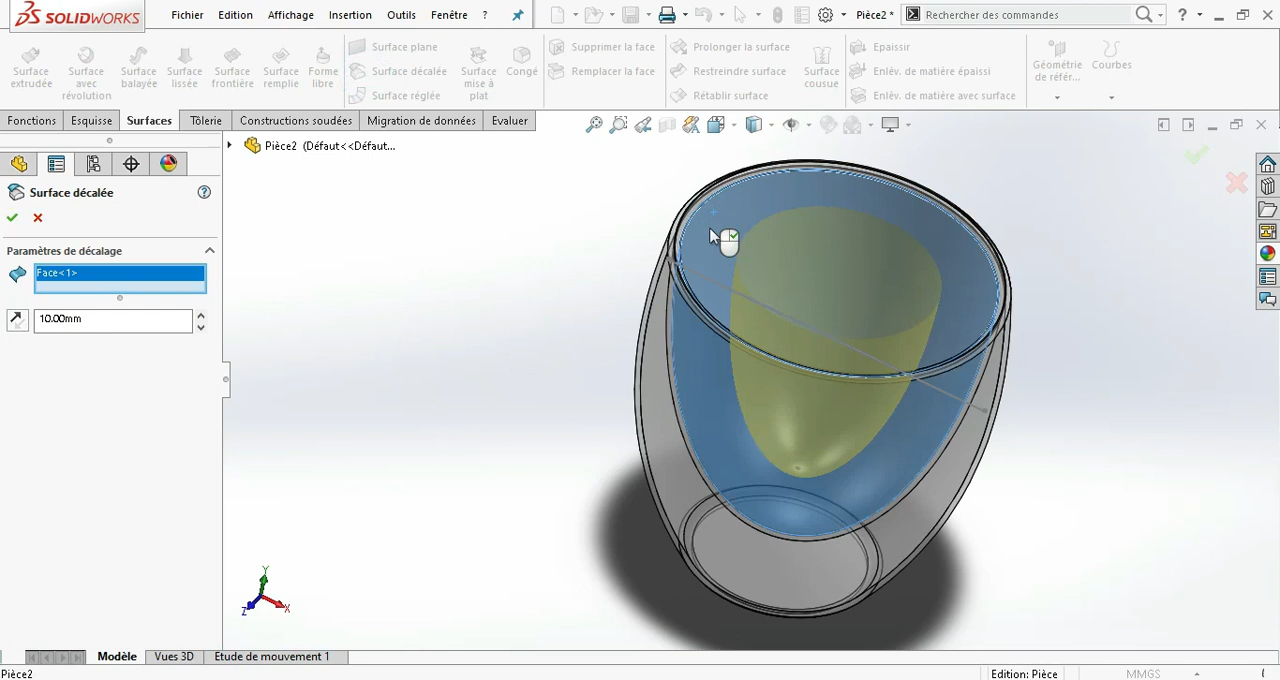 SOLIDWORKS
Fichier Edition Affichage Insertion Outils Fenêtre ?
Pièce2 *
Rechercher des commandes
?
Surface extrudée
Surface avec révolution
Surface balayée
Surface lissée
Surface frontière
Surface remplie
Forme libre
Surface plane
Surface décalée
Surface réglée
Surface mise à plat
Congé
Supprimer la face
Remplacer la face
Prolonger la surface
Restreindre surface
Rétablir surface
Surface cousue
Epaissir
Enlév. de matière épaissi
Enlév. de matière avec surface
Géométrie de référ...
Courbes
Fonctions Esquisse Surfaces Tôlerie Constructions soudées Migration de données Evaluer
Pièce2 (Défaut<<Défaut...
Surface décalée
?
Paramètres de décalage
Face<1>
10.00mm
Y
X
Z
Modèle Vues 3D Etude de mouvement 1
Pièce2
Edition: Pièce
MMGS